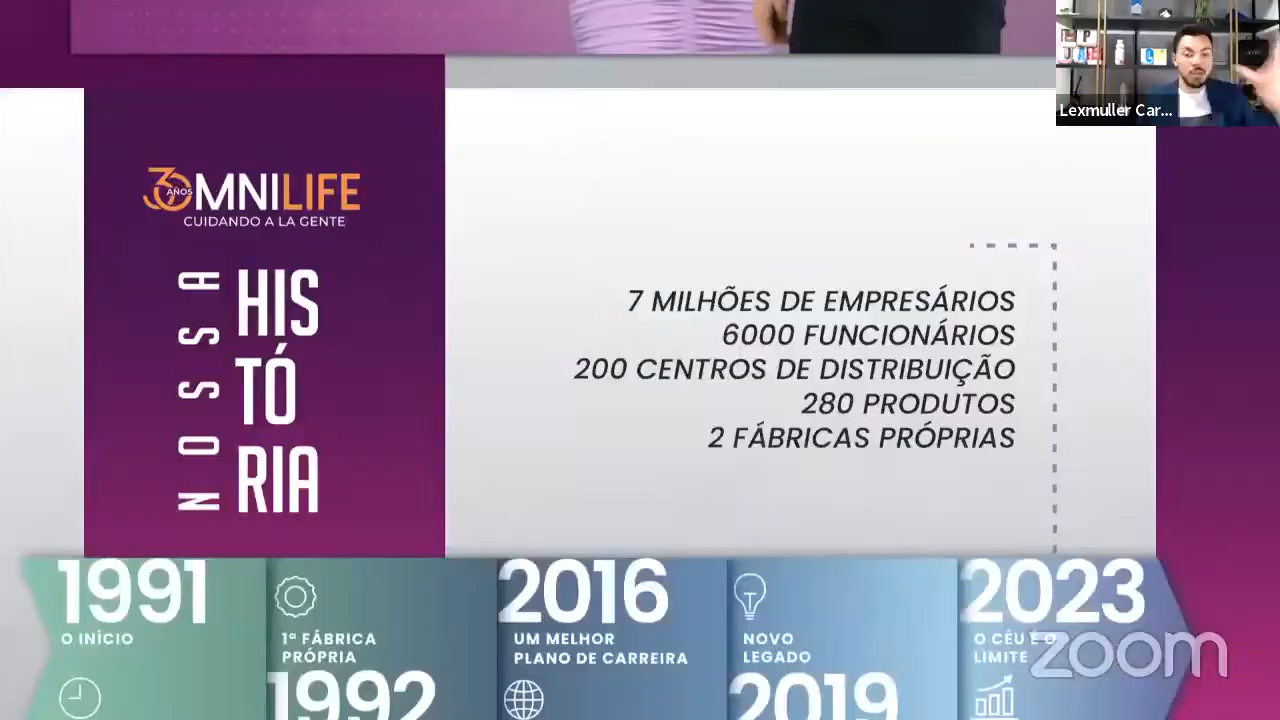 Lexmuller Car...
30 AÑOS
OMNILIFE
CUIDANDO A LA GENTE
NOSSA
HIS
TÓ
RIA
7 MILHÕES DE EMPRESÁRIOS
6000 FUNCIONÁRIOS
200 CENTROS DE DISTRIBUIÇÃO
280 PRODUTOS
2 FÁBRICAS PRÓPRIAS
1991
O INÍCIO
1ª FÁBRICA
PRÓPRIA
1992
2016
UM MELHOR
PLANO DE CARREIRA
NOVO
LEGADO
2019
2023
O CÉU É O
LIMITE
zoom